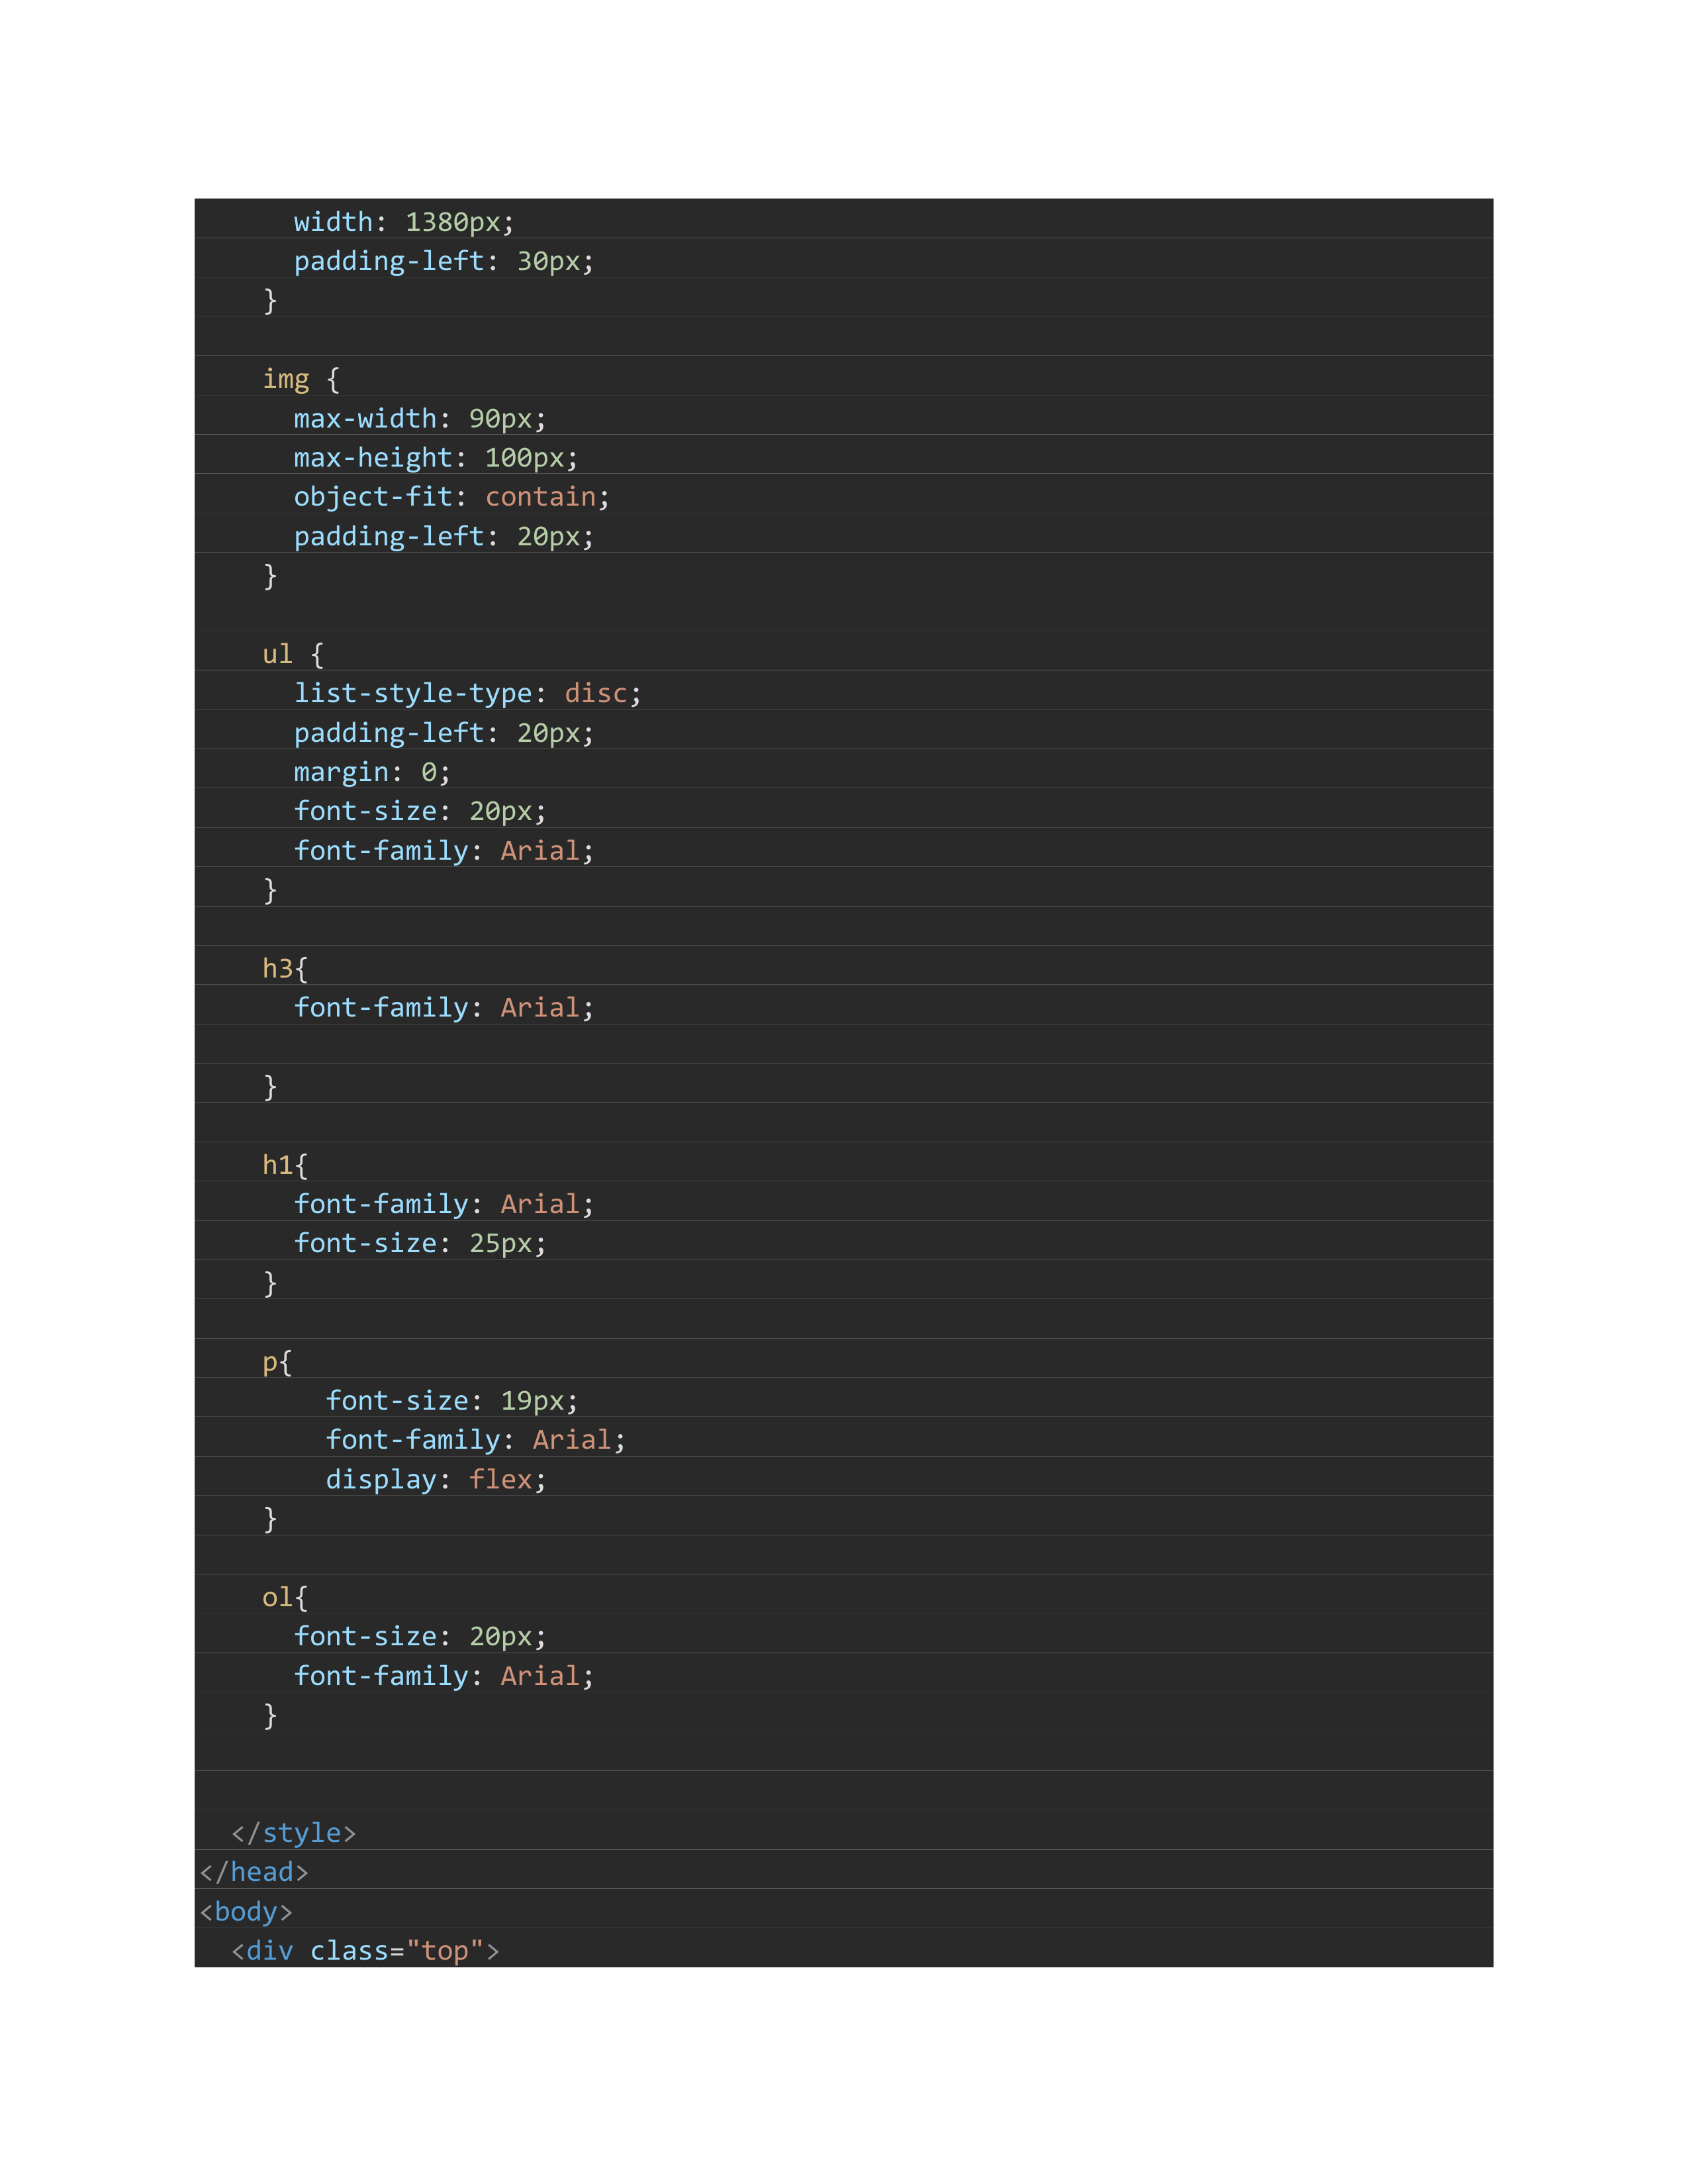 width: 1380px;
      padding-left: 30px;
    }

    img {
      max-width: 90px;
      max-height: 100px;
      object-fit: contain;
      padding-left: 20px;
    }

    ul {
      list-style-type: disc;
      padding-left: 20px;
      margin: 0;
      font-size: 20px;
      font-family: Arial;
    }

    h3{
      font-family: Arial;

    }

    h1{
      font-family: Arial;
      font-size: 25px;
    }

    p{
        font-size: 19px;
        font-family: Arial;
        display: flex;
    }

    ol{
      font-size: 20px;
      font-family: Arial;
    }


  </style>
</head>
<body>
  <div class="top">